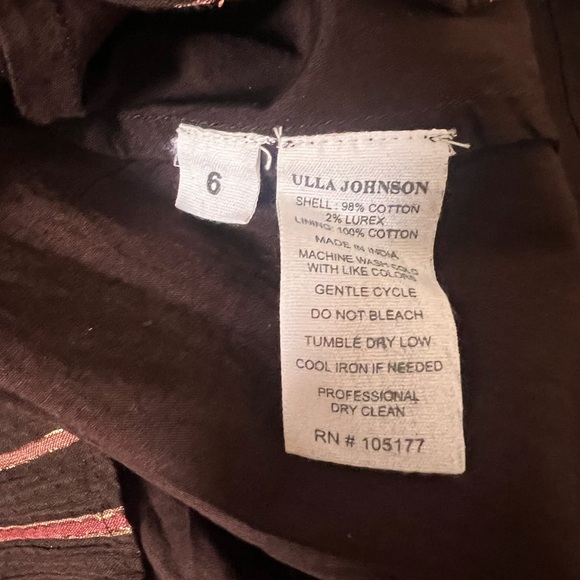 6
ULLA JOHNSON
SHELL: 98% COTTON
2% LUREX
LINING: 100% COTTON
MADE IN INDIA
MACHINE WASH COLD
WITH LIKE COLORS
GENTLE CYCLE
DO NOT BLEACH
TUMBLE DRY LOW
COOL IRON IF NEEDED
PROFESSIONAL
DRY CLEAN
RN # 105177